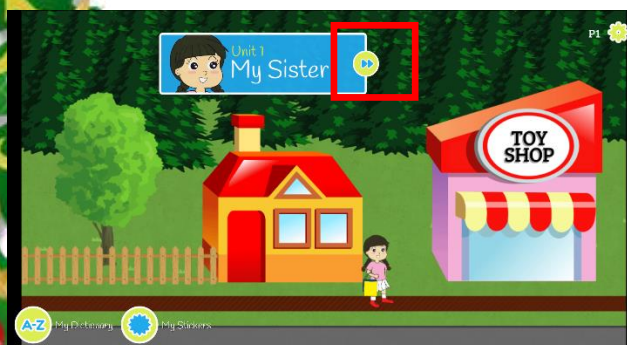 Unit 1
My Sister
P1
TOY
SHOP
A-Z My Dictionary
My Stickers